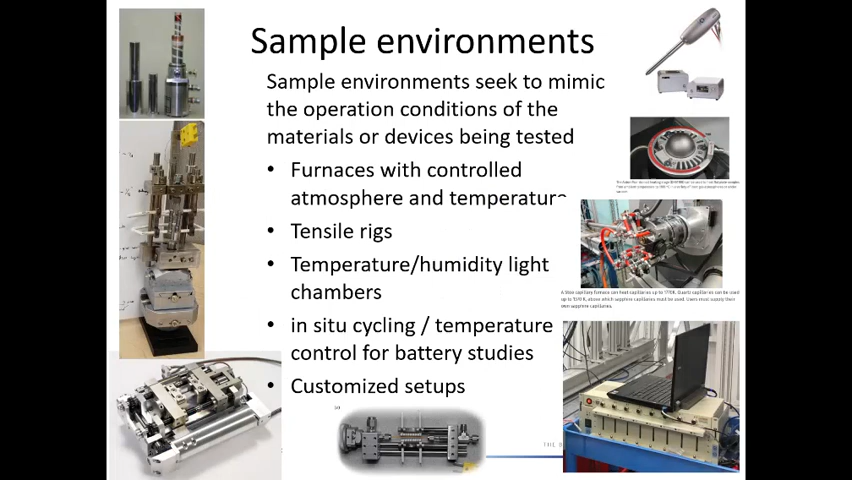 Sample environments
Sample environments seek to mimic
the operation conditions of the
materials or devices being tested
• Furnaces with controlled
atmosphere and temperature
• Tensile rigs
• Temperature/humidity light
chambers
• in situ cycling / temperature
control for battery studies
• Customized setups
(a)